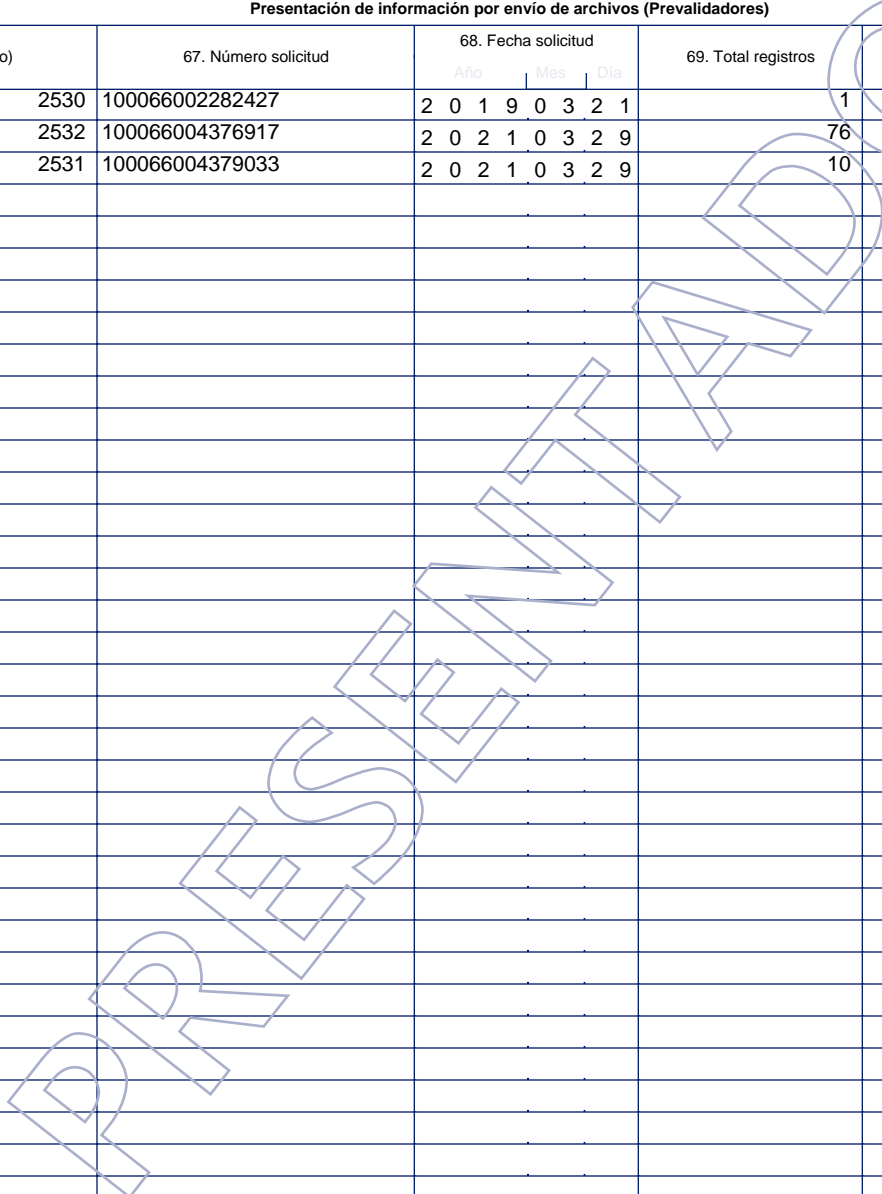 Presentación de información por envío de archivos (Prevalidadores)
o) 67. Número solicitud 68. Fecha solicitud 69. Total registros
Año Mes Día
2530 100066002282427 2 0 1 9 0 3 2 1 1
2532 100066004376917 2 0 2 1 0 3 2 9 76
2531 100066004379033 2 0 2 1 0 3 2 9 10
PRESENTADO